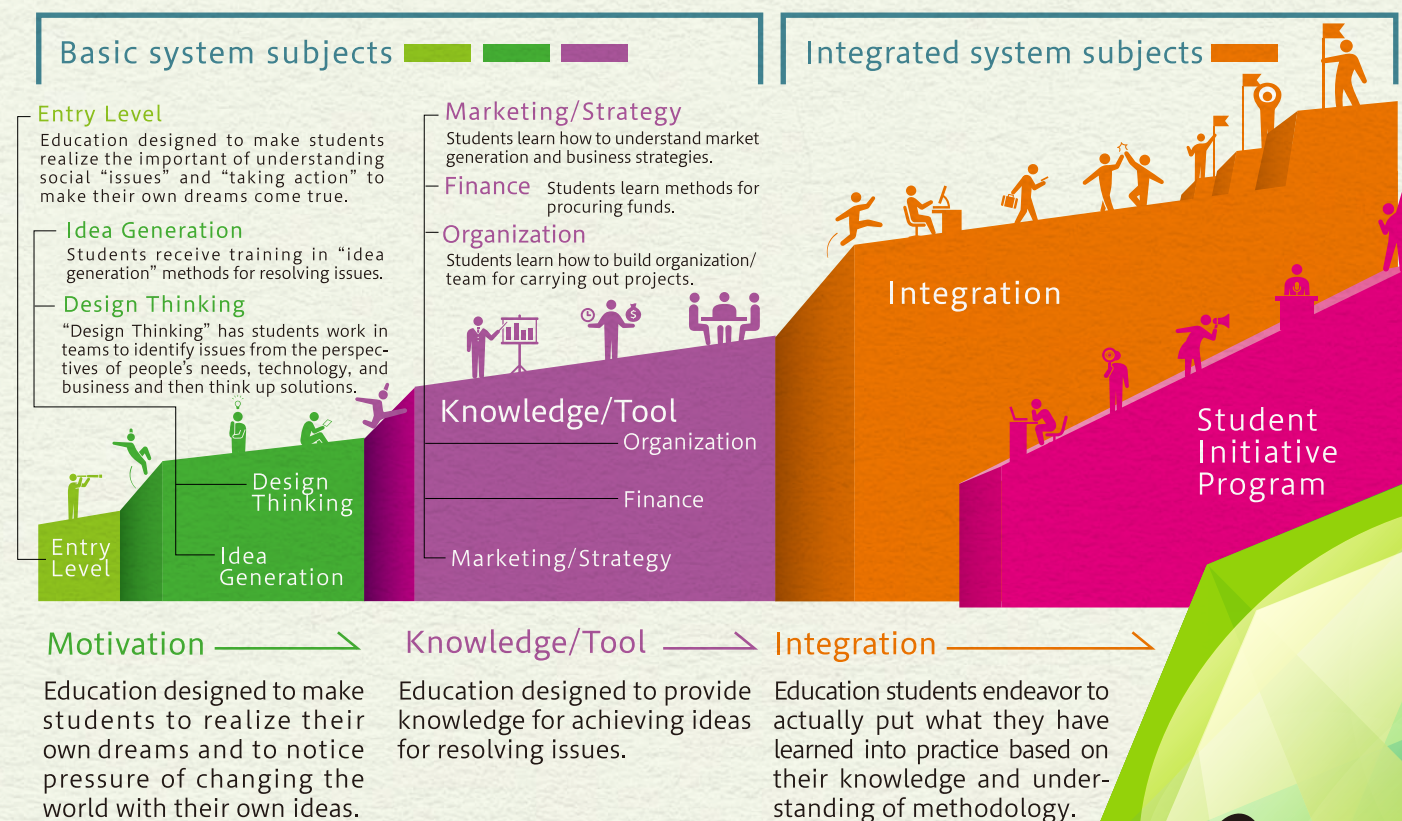 Basic system subjects
Entry Level
Education designed to make students
realize the important of understanding
social “issues” and “taking action” to
make their own dreams come true.
Idea Generation
Students receive training in “idea
generation” methods for resolving issues.
Design Thinking
“Design Thinking” has students work in
teams to identify issues from the perspec-
tives of people’s needs, technology, and
business and then think up solutions.
Marketing/Strategy
Students learn how to understand market
generation and business strategies.
Finance Students learn methods for
procuring funds.
Organization
Students learn how to build organization/
team for carrying out projects.
Integrated system subjects
Entry
Level
Design
Thinking
Idea
Generation
Knowledge/Tool
Organization
Finance
Marketing/Strategy
$
Integration
Student
Initiative
Program
Motivation
Education designed to make
students to realize their
own dreams and to notice
pressure of changing the
world with their own ideas.
Knowledge/Tool
Education designed to provide
knowledge for achieving ideas
for resolving issues.
Integration
Education students endeavor to
actually put what they have
learned into practice based on
their knowledge and under-
standing of methodology.